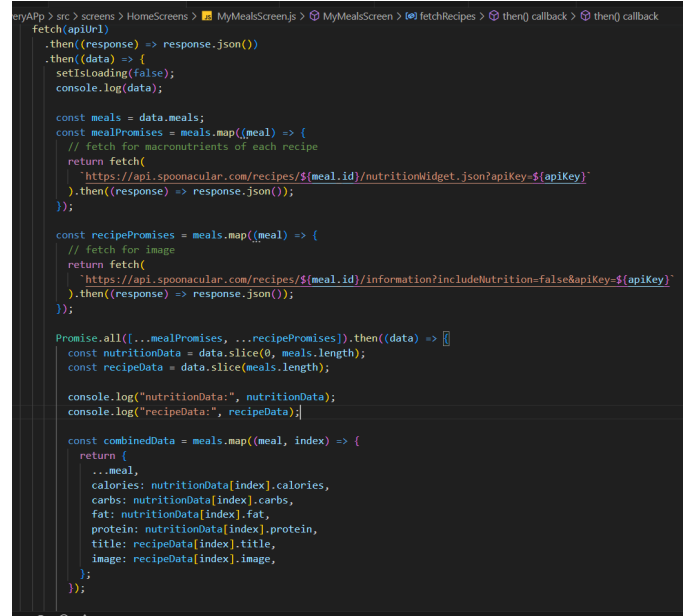 eryAPp > src > screens > HomeScreens > JS MyMealsScreen.js > MyMealsScreen > fetchRecipes > then() callback > then() callback
fetch(apiUrl)
.then((response) => response.json())
.then((data) => {
setIsLoading(false);
console.log(data);
const meals = data.meals;
const mealPromises = meals.map((meal) => {
// fetch for macronutrients of each recipe
return fetch(
`https://api.spoonacular.com/recipes/${meal.id}/nutritionWidget.json?apiKey=${apiKey}`
).then((response) => response.json());
});
const recipePromises = meals.map((meal) => {
// fetch for image
return fetch(
`https://api.spoonacular.com/recipes/${meal.id}/information?includeNutrition=false&apiKey=${apiKey}`
).then((response) => response.json());
});
Promise.all([...mealPromises, ...recipePromises]).then((data) => {
const nutritionData = data.slice(0, meals.length);
const recipeData = data.slice(meals.length);
console.log("nutritionData:", nutritionData);
console.log("recipeData:", recipeData);
const combinedData = meals.map((meal, index) => {
return {
...meal,
calories: nutritionData[index].calories,
carbs: nutritionData[index].carbs,
fat: nutritionData[index].fat,
protein: nutritionData[index].protein,
title: recipeData[index].title,
image: recipeData[index].image,
};
});